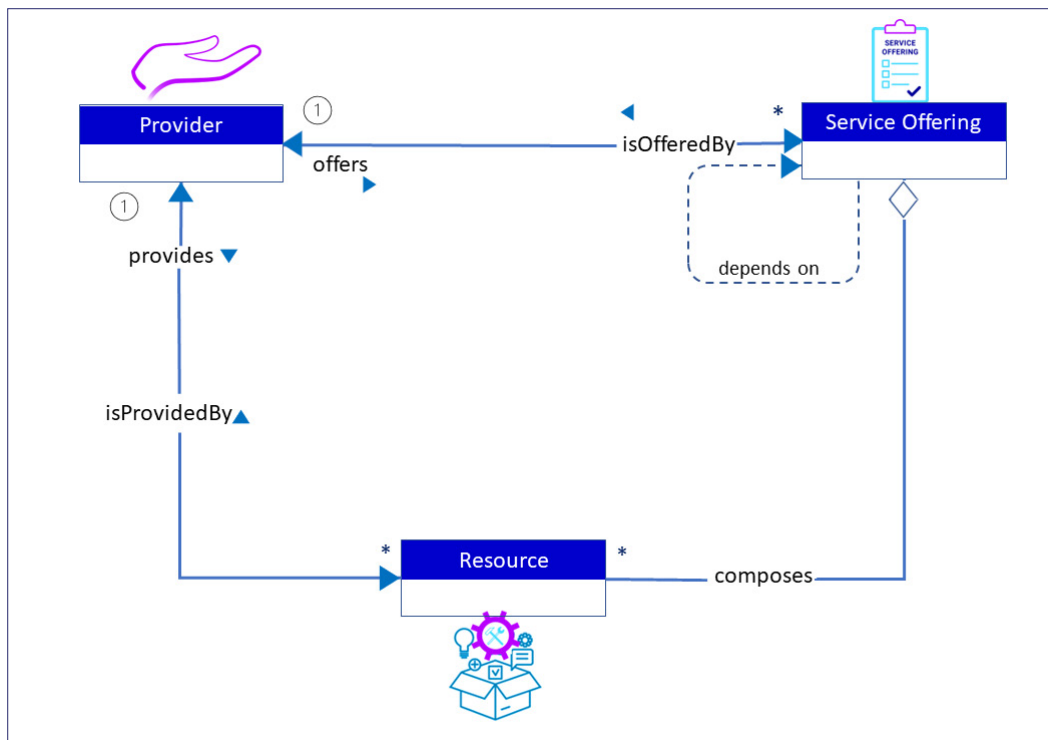 SERVICE
OFFERING
Provider
1
*
Service Offering
isOfferedBy
offers
1
provides
depends on
isProvidedBy
*
Resource
*
composes